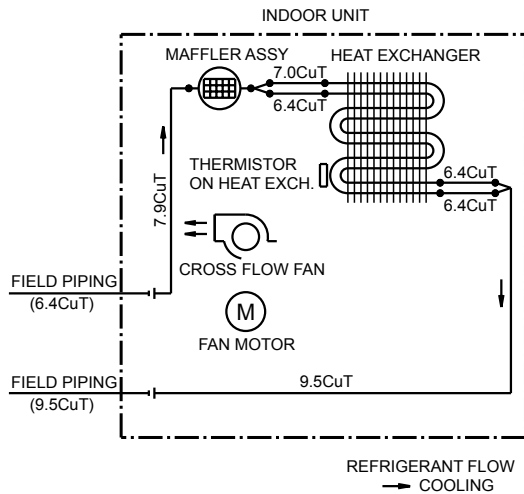 INDOOR UNIT
MAFFLER ASSY
HEAT EXCHANGER
7.0CuT
6.4CuT
THERMISTOR
ON HEAT EXCH.
6.4CuT
6.4CuT
7.9CuT
CROSS FLOW FAN
FIELD PIPING
(6.4CuT)
M
FAN MOTOR
FIELD PIPING
(9.5CuT)
9.5CuT
REFRIGERANT FLOW
COOLING